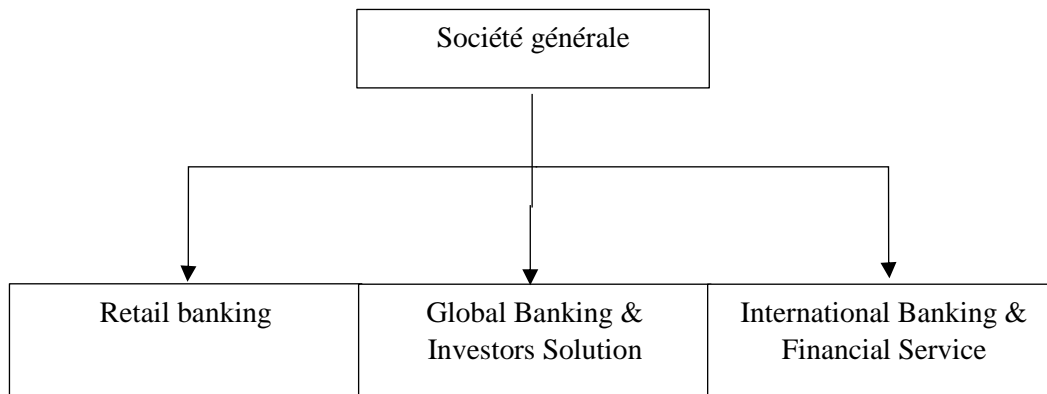 Société générale
Retail banking
Global Banking &
Investors Solution
International Banking &
Financial Service